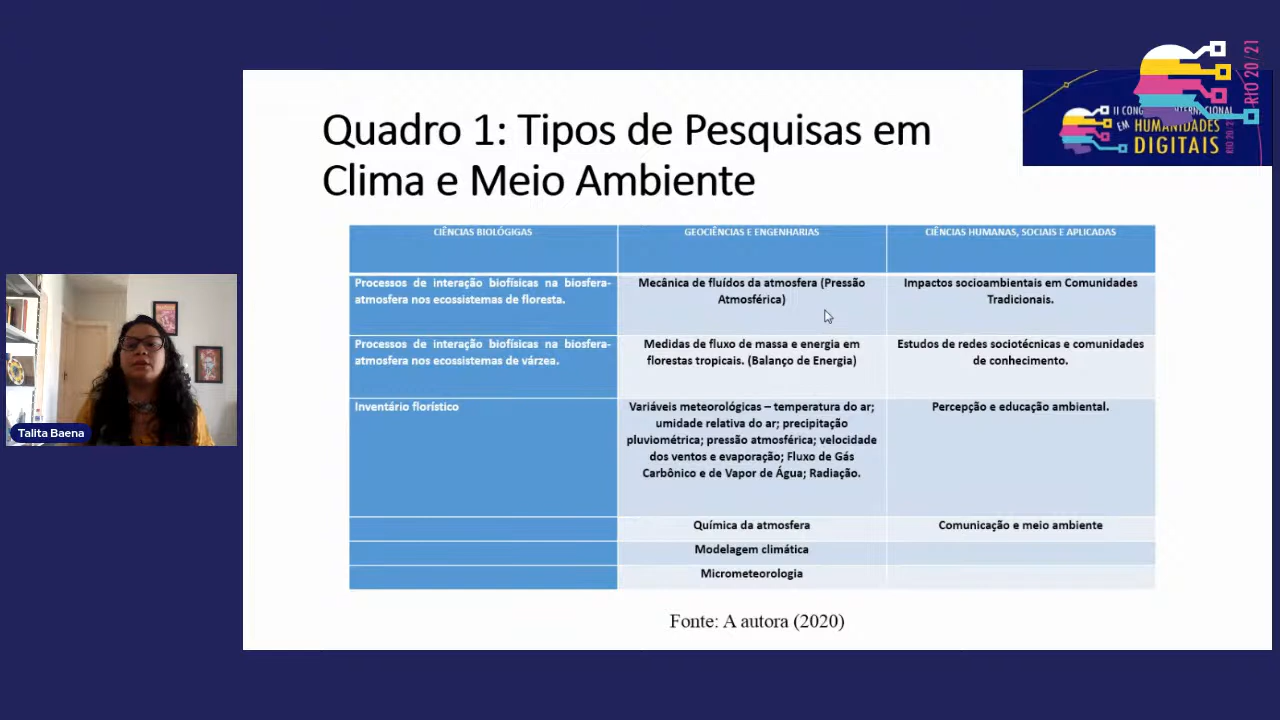 Quadro 1: Tipos de Pesquisas em
Clima e Meio Ambiente
RIO 20/21
II CONG
INTERNACIONAL
EM HUMANIDADES
DIGITAIS
CIÊNCIAS BIOLÓGIGAS
GEOCIÊNCIAS E ENGENHARIAS
CIÊNCIAS HUMANAS, SOCIAIS E APLICADAS
Processos de interação biofísicas na biosfera-
atmosfera nos ecossistemas de floresta.
Mecânica de fluídos da atmosfera (Pressão
Atmosférica)
Impactos socioambientais em Comunidades
Tradicionais.
Processos de interação biofísicas na biosfera-
atmosfera nos ecossistemas de várzea.
Medidas de fluxo de massa e energia em
florestas tropicais. (Balanço de Energia)
Estudos de redes sociotécnicas e comunidades
de conhecimento.
Inventário florístico
Variáveis meteorológicas – temperatura do ar;
umidade relativa do ar; precipitação
pluviométrica; pressão atmosférica; velocidade
dos ventos e evaporação; Fluxo de Gás
Carbônico e de Vapor de Água; Radiação.
Percepção e educação ambiental.
Química da atmosfera
Comunicação e meio ambiente
Modelagem climática
Micrometeorologia
Fonte: A autora (2020)
Talita Baena